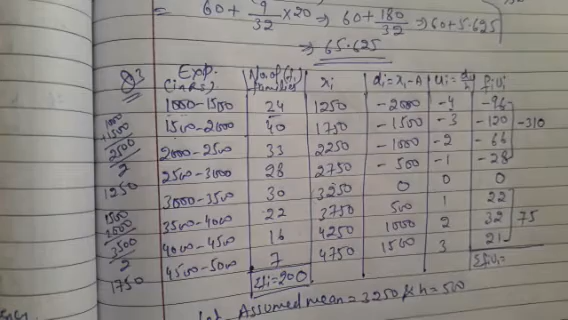 = 60 + 9/32 × 20 ⇒ 60 + 180/32 ⇒ 60 + 5.625
⇒ 65.625
Q3 Exp. (in Rs) No. of (fi) families xi di = xi - A ui = di/h fiui
1000-1500 24 1250 -2000 -4 -96
1500-2000 40 1750 -1500 -3 -120 -310
2000-2500 33 2250 -1000 -2 -66
2500-3000 28 2750 -500 -1 -28
3000-3500 30 3250 0 0 0
3500-4000 22 3750 500 1 22
4000-4500 16 4250 1000 2 32 75
4500-5000 7 4750 1500 3 21
Σfi = 200 Σfiui =
Let Assumed mean = 3250 & h = 500
1000
1500
2500
2
1250
1500
2000
3500
2
1750